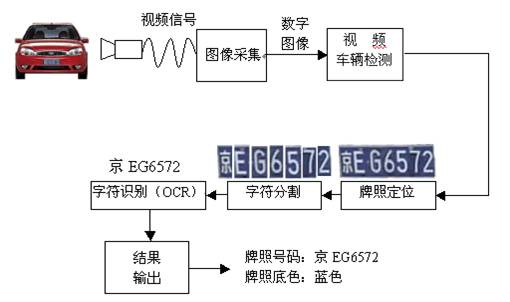 视频信号
图像采集
数字
图像
视 频
车辆检测
京EG6572
京EG6572
京 EG6572
字符识别（OCR）
字符分割
牌照定位
结果
输出
牌照号码：京 EG6572
牌照底色：蓝色